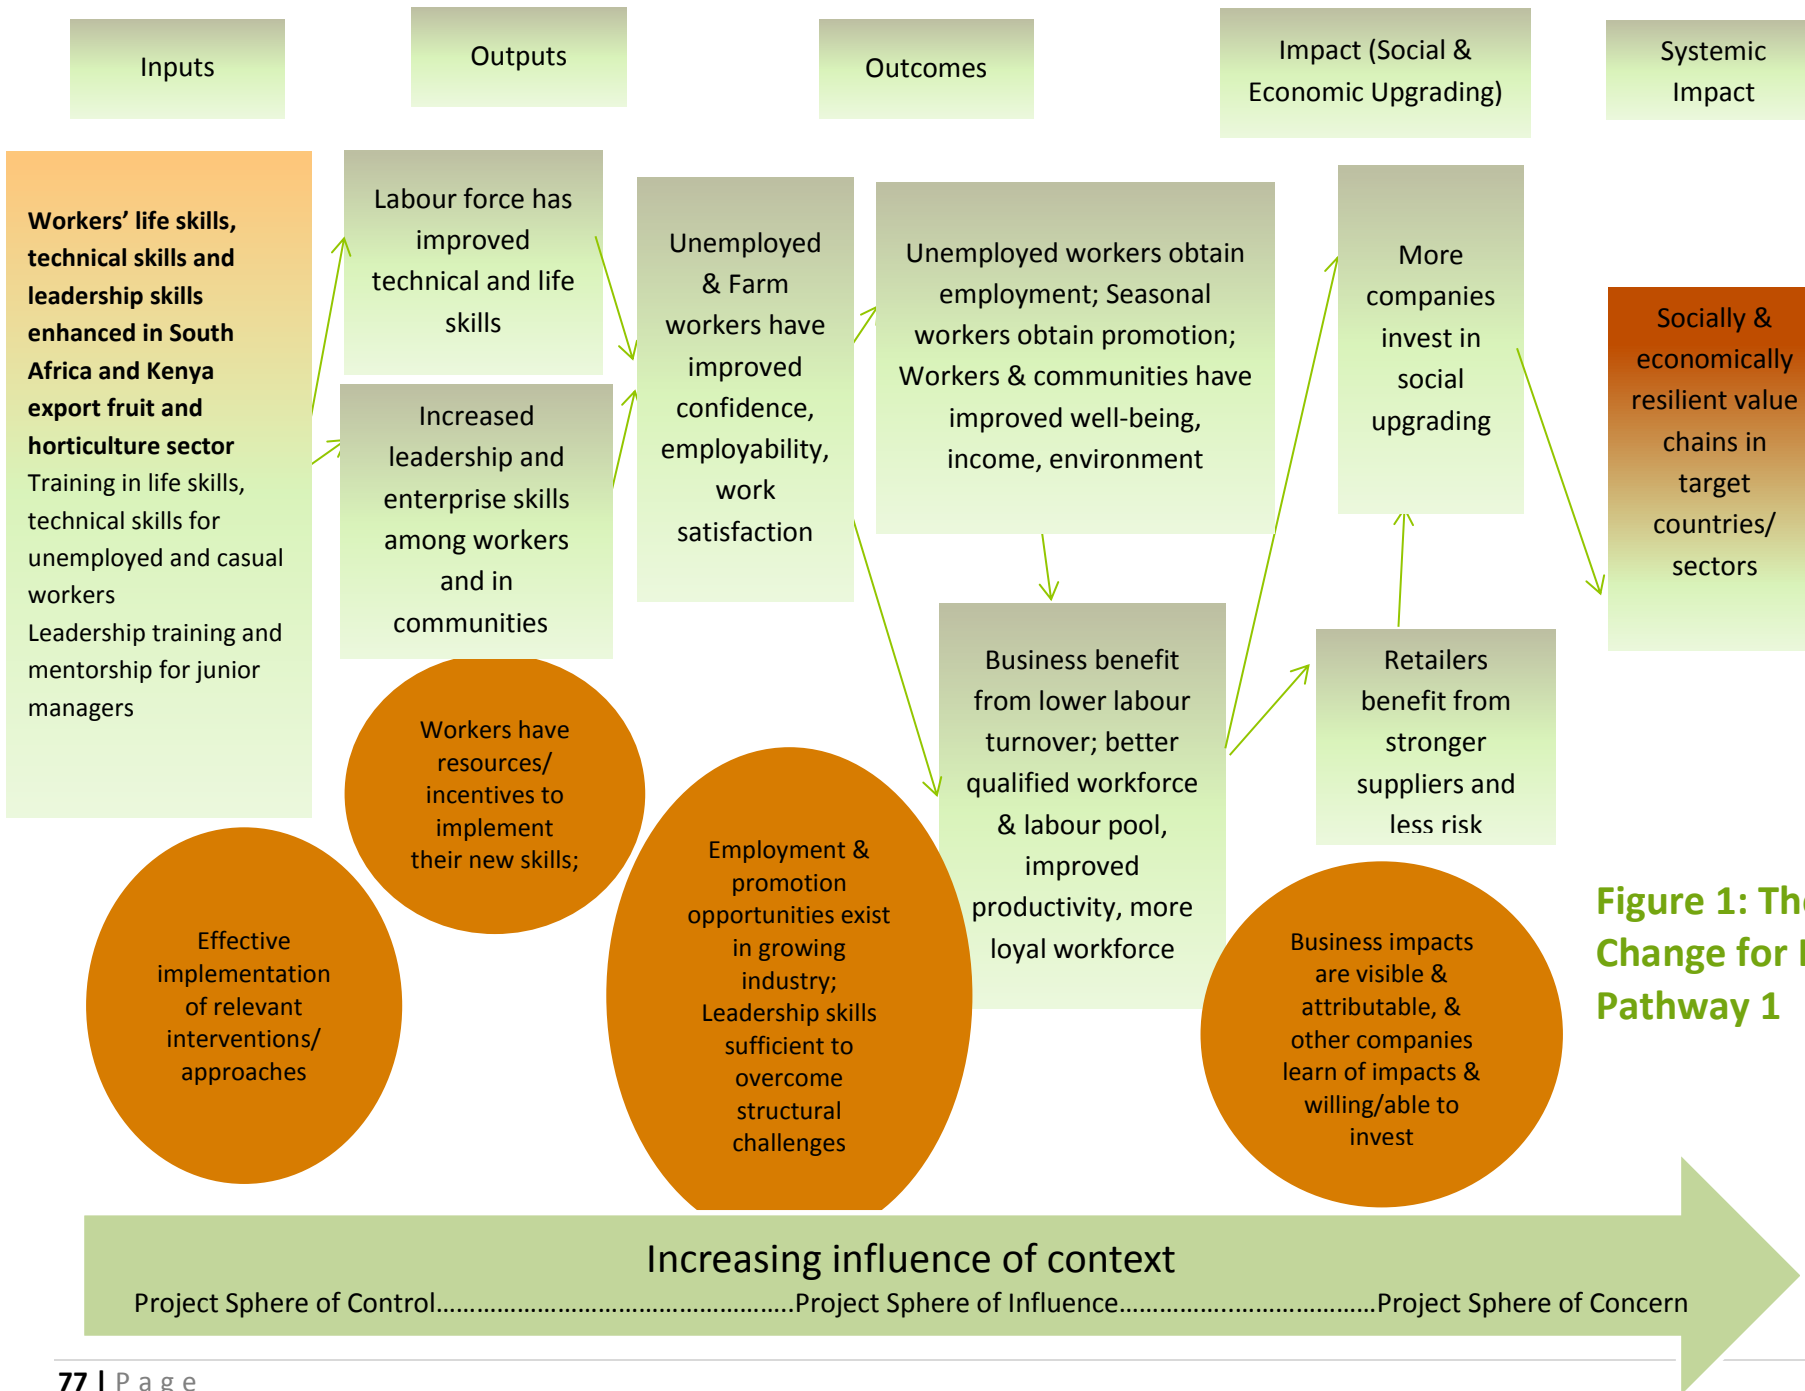 Inputs
Outputs
Outcomes
Impact (Social &
Economic Upgrading)
Systemic
Impact
Workers’ life skills,
technical skills and
leadership skills
enhanced in South
Africa and Kenya
export fruit and
horticulture sector
Training in life skills,
technical skills for
unemployed and casual
workers
Leadership training and
mentorship for junior
managers
Labour force has
improved
technical and life
skills
Increased
leadership and
enterprise skills
among workers
and in
communities
Unemployed
& Farm
workers have
improved
confidence,
employability,
work
satisfaction
Unemployed workers obtain
employment; Seasonal
workers obtain promotion;
Workers & communities have
improved well-being,
income, environment
Business benefit
from lower labour
turnover; better
qualified workforce
& labour pool,
improved
productivity, more
loyal workforce
More
companies
invest in
social
upgrading
Retailers
benefit from
stronger
suppliers and
less risk
Socially &
economically
resilient value
chains in
target
countries/
sectors
Effective
implementation
of relevant
interventions/
approaches
Workers have
resources/
incentives to
implement
their new skills;
Employment &
promotion
opportunities exist
in growing
industry;
Leadership skills
sufficient to
overcome
structural
challenges
Business impacts
are visible &
attributable, &
other companies
learn of impacts &
willing/able to
invest
Figure 1:
Change for
Pathway 1
Increasing influence of context
Project Sphere of Control……………………………………………..Project Sphere of Influence……………..…………………Project Sphere of Concern
77 | P a g e